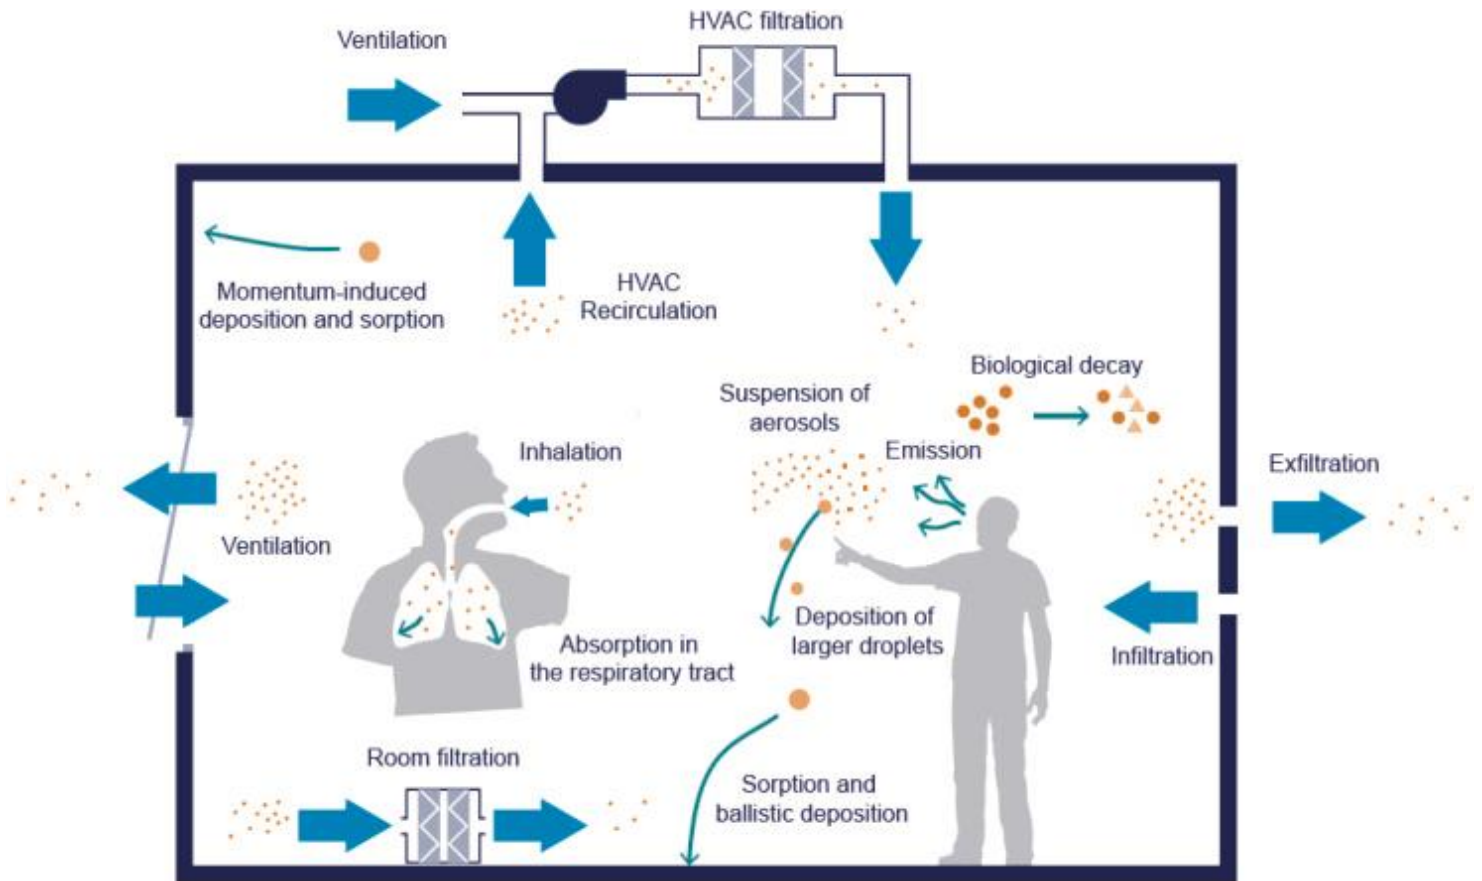 HVAC filtration
Ventilation
Momentum-induced
deposition and sorption
HVAC
Recirculation
Biological decay
Suspension of
aerosols
Emission
Inhalation
Exfiltration
Ventilation
Absorption in
the respiratory tract
Deposition of
larger droplets
Infiltration
Room filtration
Sorption and
ballistic deposition